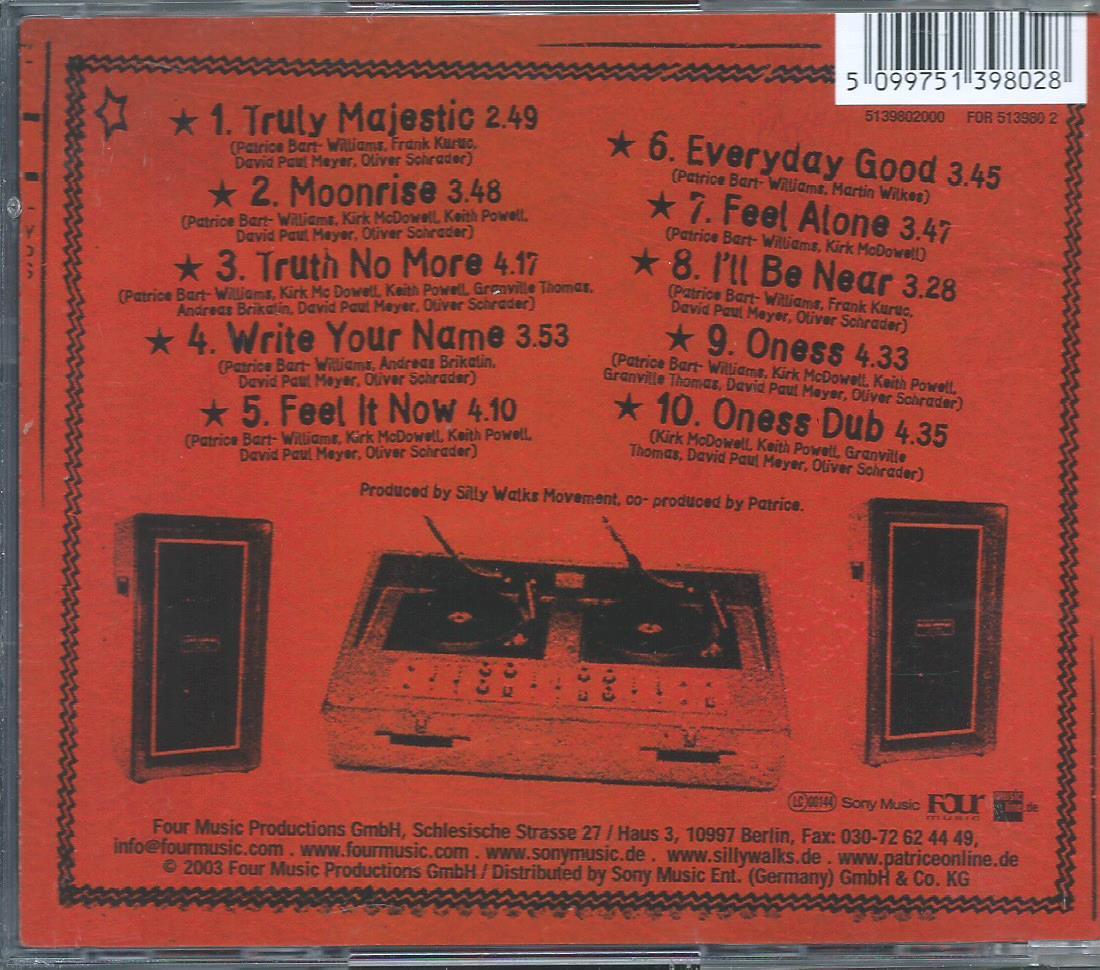 5 099751 398028
5139802000 FOR 513980 2
★ 1. Truly Majestic 2.49
(Patrice Bart- Williams, Frank Kuruc,
David Paul Meyer, Oliver Schrader)
★ 2. Moonrise 3.48
(Patrice Bart- Williams, Kirk McDowell, Keith Powell,
David Paul Meyer, Oliver Schrader)
★ 3. Truth No More 4.17
(Patrice Bart- Williams, Kirk Mc Dowell, Keith Powell, Granville Thomas,
Andreas Brikalin, David Paul Meyer, Oliver Schrader)
★ 4. Write Your Name 3.53
(Patrice Bart- Williams, Andreas Brikalin,
David Paul Meyer, Oliver Schrader)
★ 5. Feel It Now 4.10
(Patrice Bart- Williams, Kirk McDowell, Keith Powell,
David Paul Meyer, Oliver Schrader)
★ 6. Everyday Good 3.45
(Patrice Bart- Williams, Martin Wilkes)
★ 7. Feel Alone 3.47
(Patrice Bart- Williams, Kirk McDowell)
★ 8. I'll Be Near 3.28
(Patrice Bart- Williams, Frank Kuruc,
David Paul Meyer, Oliver Schrader)
★ 9. Oness 4.33
(Patrice Bart- Williams, Kirk McDowell, Keith Powell,
Granville Thomas, David Paul Meyer, Oliver Schrader)
★ 10. Oness Dub 4.35
(Kirk McDowell, Keith Powell, Granville
Thomas, David Paul Meyer, Oliver Schrader)
Produced by Silly Walks Movement, co- produced by Patrice.
LC 00144 Sony Music Four music .de
Four Music Productions GmbH, Schlesische Strasse 27 / Haus 3, 10997 Berlin, Fax: 030-72 62 44 49,
info@fourmusic.com . www.fourmusic.com . www.sonymusic.de . www.sillywalks.de . www.patriceonline.de
© 2003 Four Music Productions GmbH / Distributed by Sony Music Ent. (Germany) GmbH & Co. KG